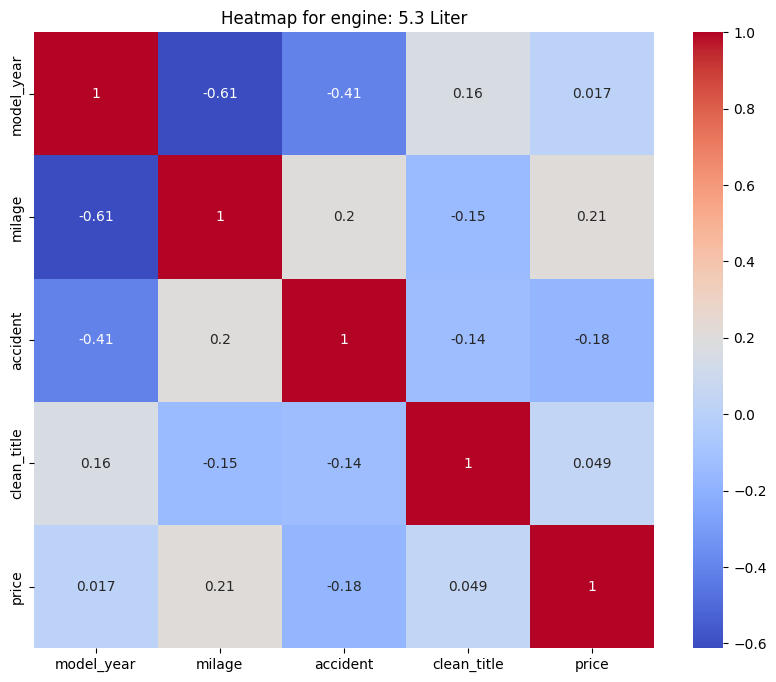 Heatmap for engine: 5.3 Liter
model_year 1 -0.61 -0.41 0.16 0.017
milage -0.61 1 0.2 -0.15 0.21
accident -0.41 0.2 1 -0.14 -0.18
clean_title 0.16 -0.15 -0.14 1 0.049
price 0.017 0.21 -0.18 0.049 1
model_year milage accident clean_title price
1.0
0.8
0.6
0.4
0.2
0.0
−0.2
−0.4
−0.6